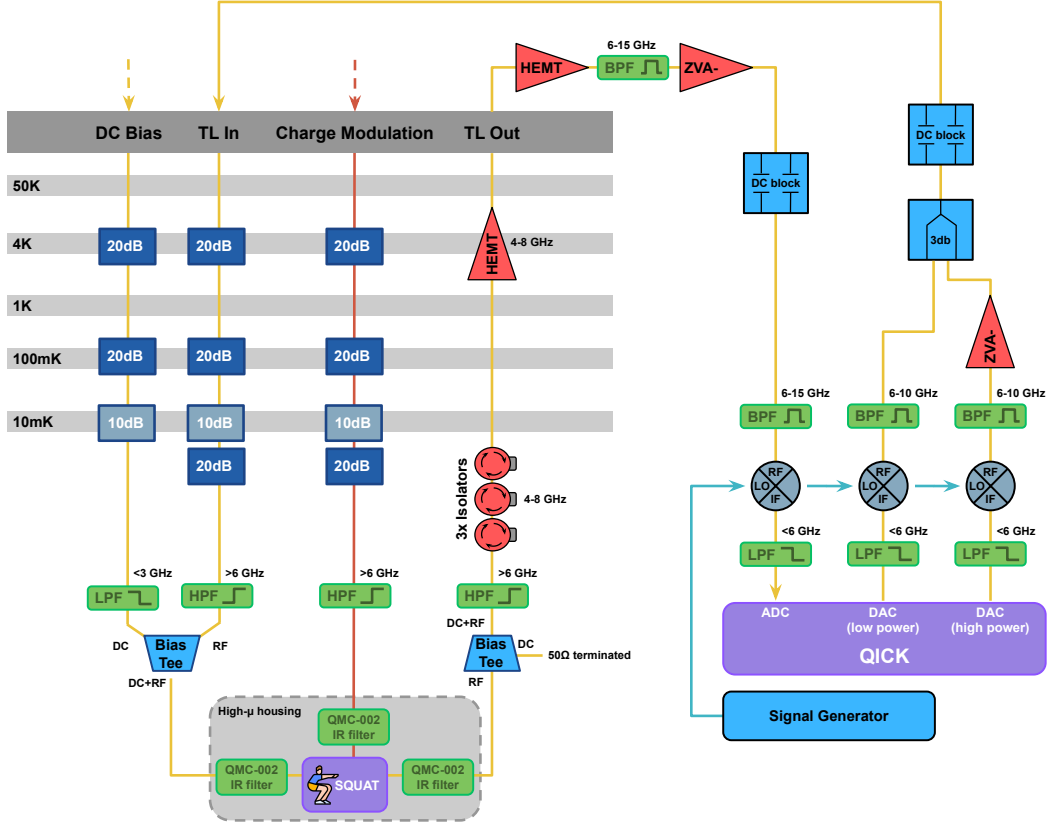 6-15 GHz
HEMT
BPF
ZVA-
DC Bias
TL In
Charge Modulation
TL Out
DC block
DC block
50K
4K
20dB
20dB
20dB
HEMT
4-8 GHz
3db
1K
100mK
20dB
20dB
20dB
ZVA-
6-15 GHz
6-10 GHz
6-10 GHz
10mK
10dB
10dB
10dB
BPF
BPF
BPF
20dB
20dB
3x Isolators
4-8 GHz
RF
LO
IF
RF
LO
IF
RF
LO
IF
<6 GHz
<6 GHz
<6 GHz
LPF
LPF
LPF
<3 GHz
>6 GHz
>6 GHz
>6 GHz
LPF
HPF
HPF
HPF
ADC
DAC
(low power)
DAC
(high power)
QICK
DC
Bias
Tee
RF
DC+RF
DC+RF
Bias
Tee
DC
50Ω terminated
RF
High-μ housing
Signal Generator
QMC-002
IR filter
QMC-002
IR filter
SQUAT
QMC-002
IR filter